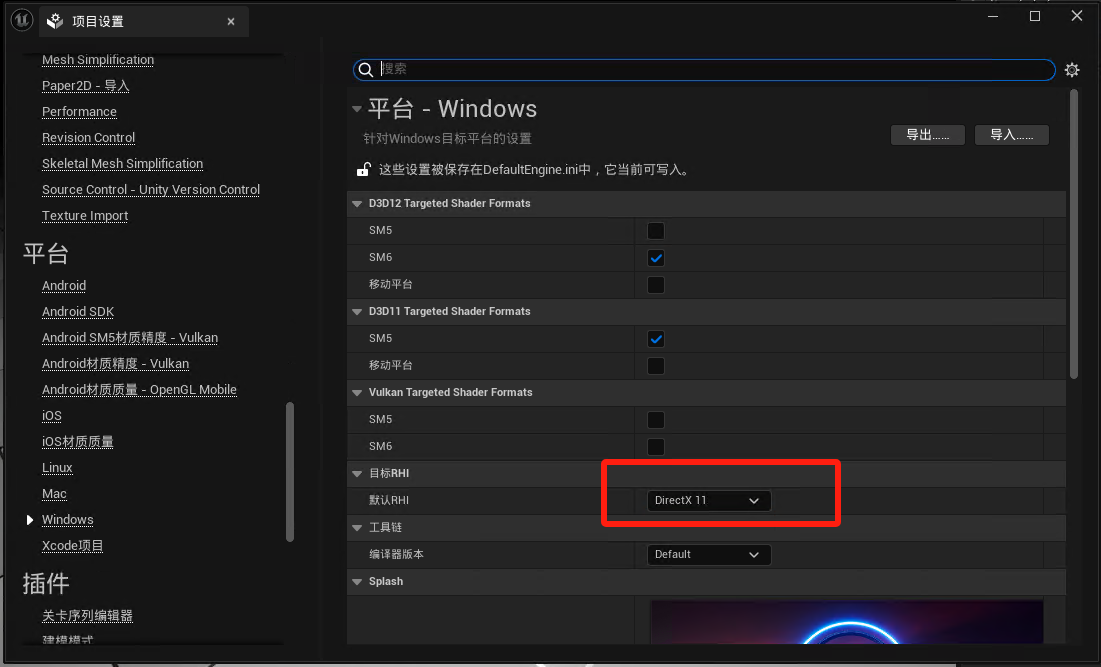 项目设置
Mesh Simplification
Paper2D - 导入
Performance
Revision Control
Skeletal Mesh Simplification
Source Control - Unity Version Control
Texture Import
平台
Android
Android SDK
Android SM5材质精度 - Vulkan
Android材质精度 - Vulkan
Android材质质量 - OpenGL Mobile
iOS
iOS材质质量
Linux
Mac
Windows
Xcode项目
插件
关卡序列编辑器
建模模式
搜索
平台 - Windows
针对Windows目标平台的设置
导出......
导入......
这些设置被保存在DefaultEngine.ini中，它当前可写入。
D3D12 Targeted Shader Formats
SM5
SM6
移动平台
D3D11 Targeted Shader Formats
SM5
移动平台
Vulkan Targeted Shader Formats
SM5
SM6
目标RHI
默认RHI
DirectX 11
工具链
编译器版本
Default
Splash